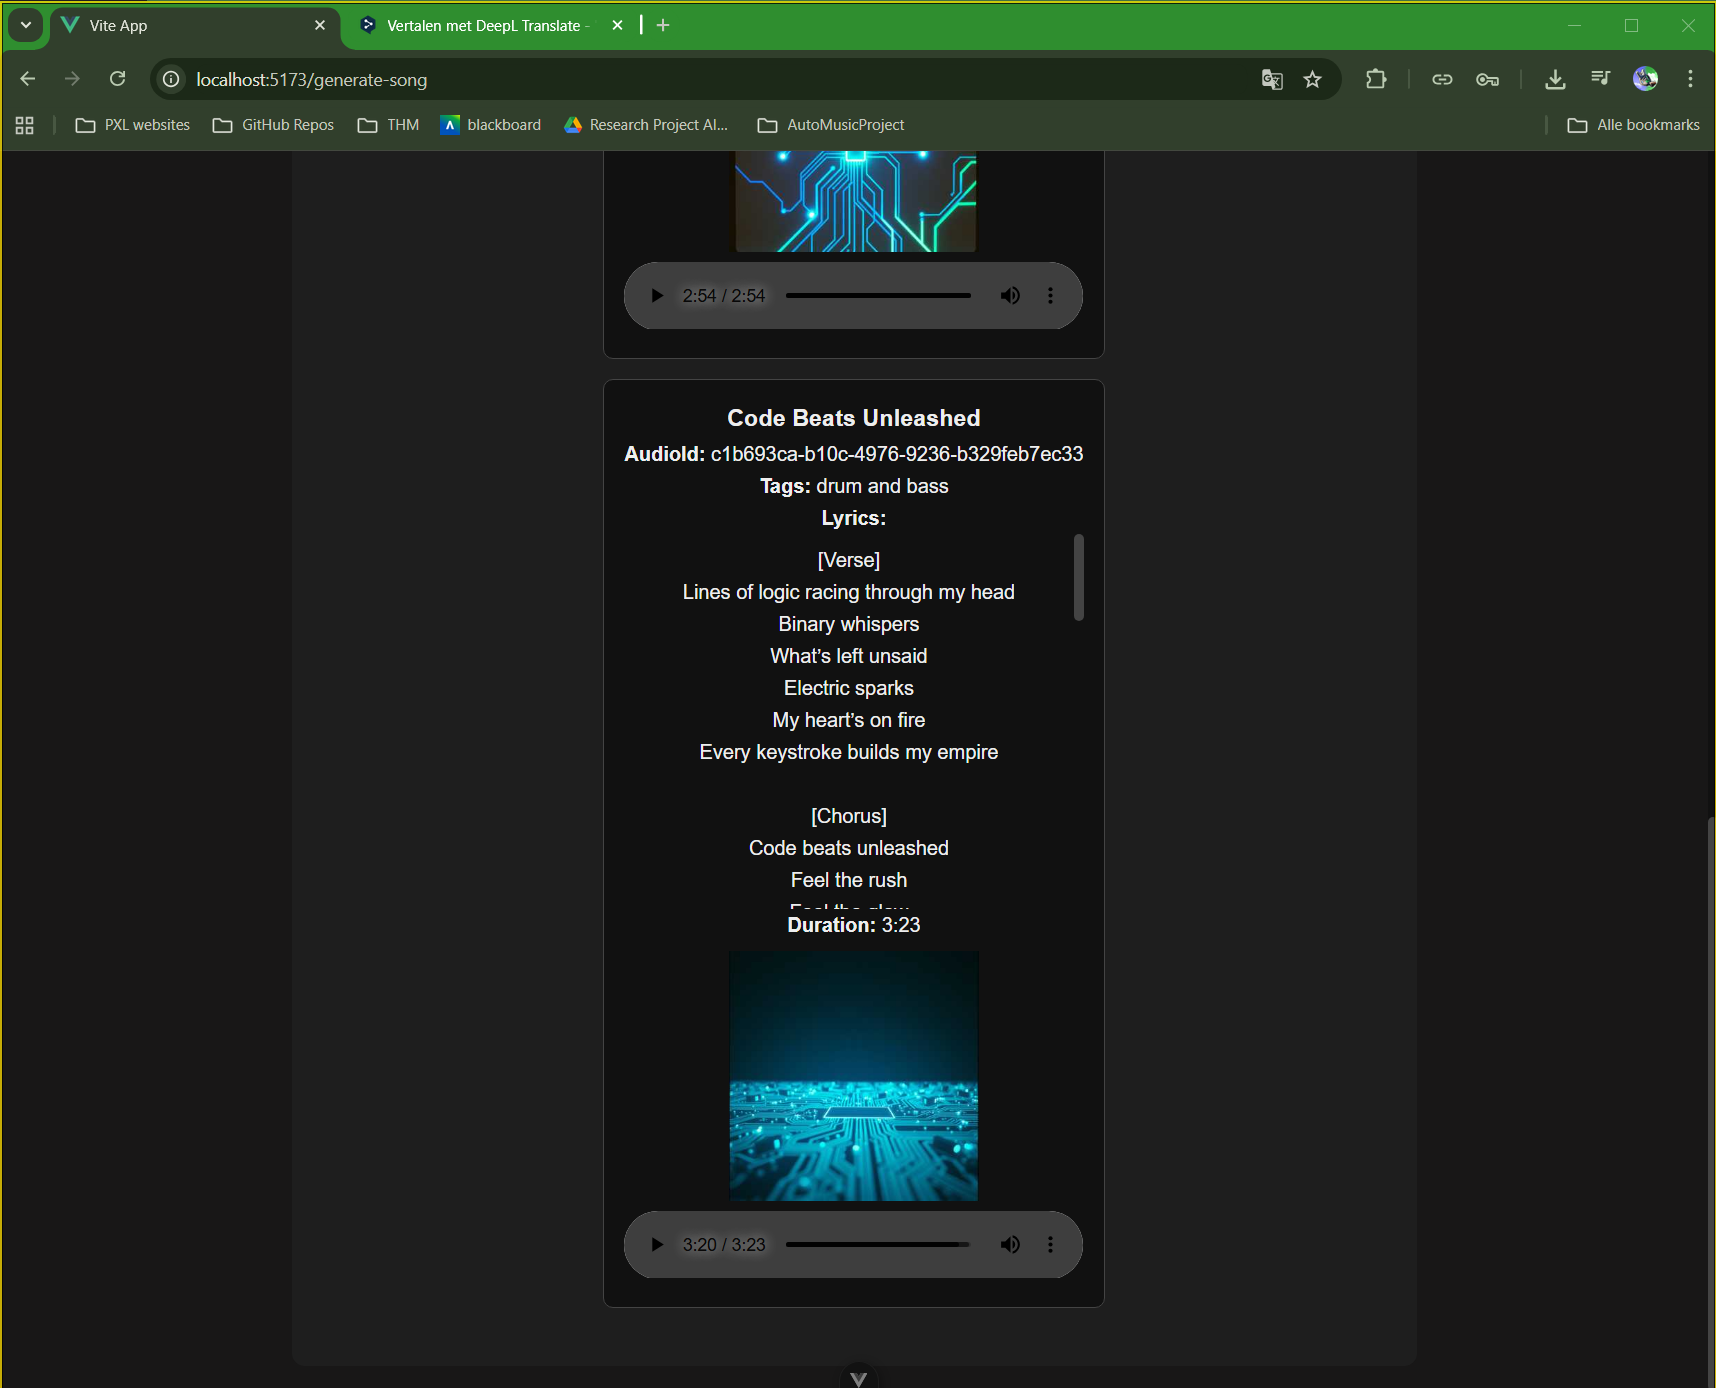 Vite App
Vertalen met DeepL Translate -
localhost:5173/generate-song
PXL websites
GitHub Repos
THM
blackboard
Research Project Al...
AutoMusicProject
Alle bookmarks
2:54 / 2:54
Code Beats Unleashed
AudioId: c1b693ca-b10c-4976-9236-b329feb7ec33
Tags: drum and bass
Lyrics:
[Verse]
Lines of logic racing through my head
Binary whispers
What’s left unsaid
Electric sparks
My heart’s on fire
Every keystroke builds my empire
[Chorus]
Code beats unleashed
Feel the rush
Duration: 3:23
3:20 / 3:23